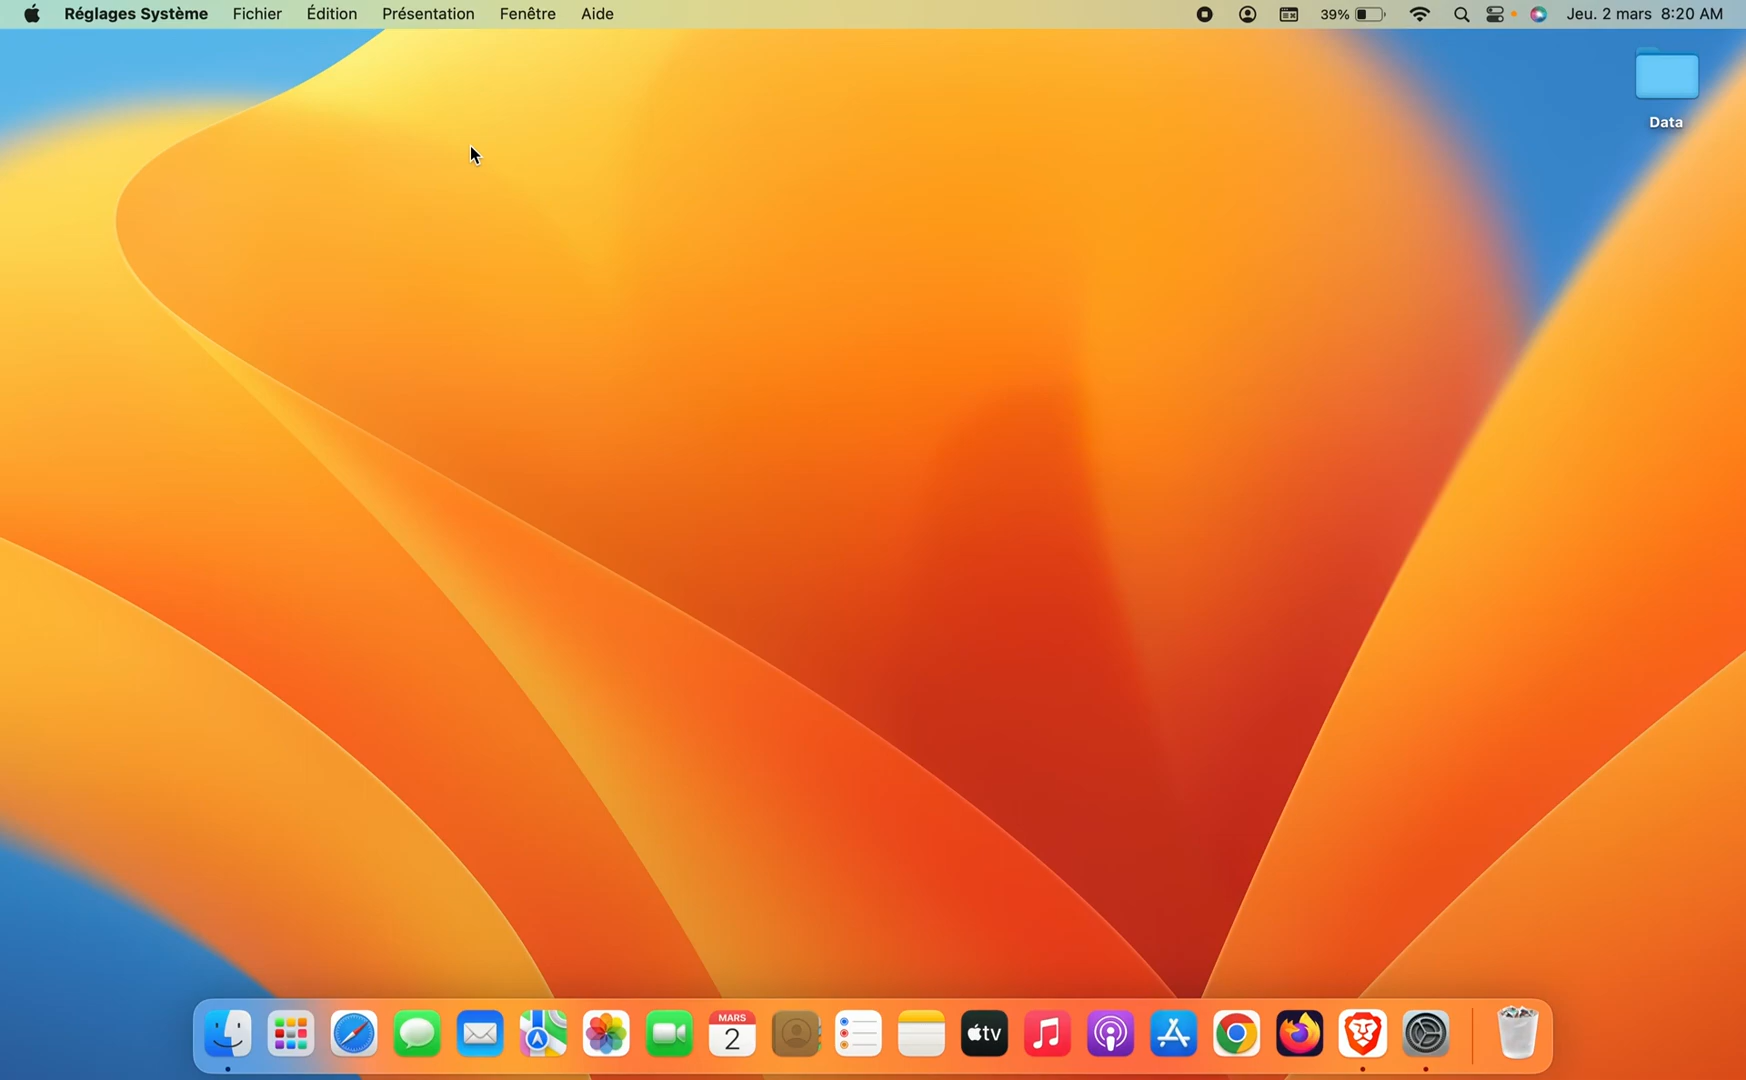 Réglages Système Fichier Édition Présentation Fenêtre Aide 39% Jeu. 2 mars 8:20 AM
Data
MARS
2
tv